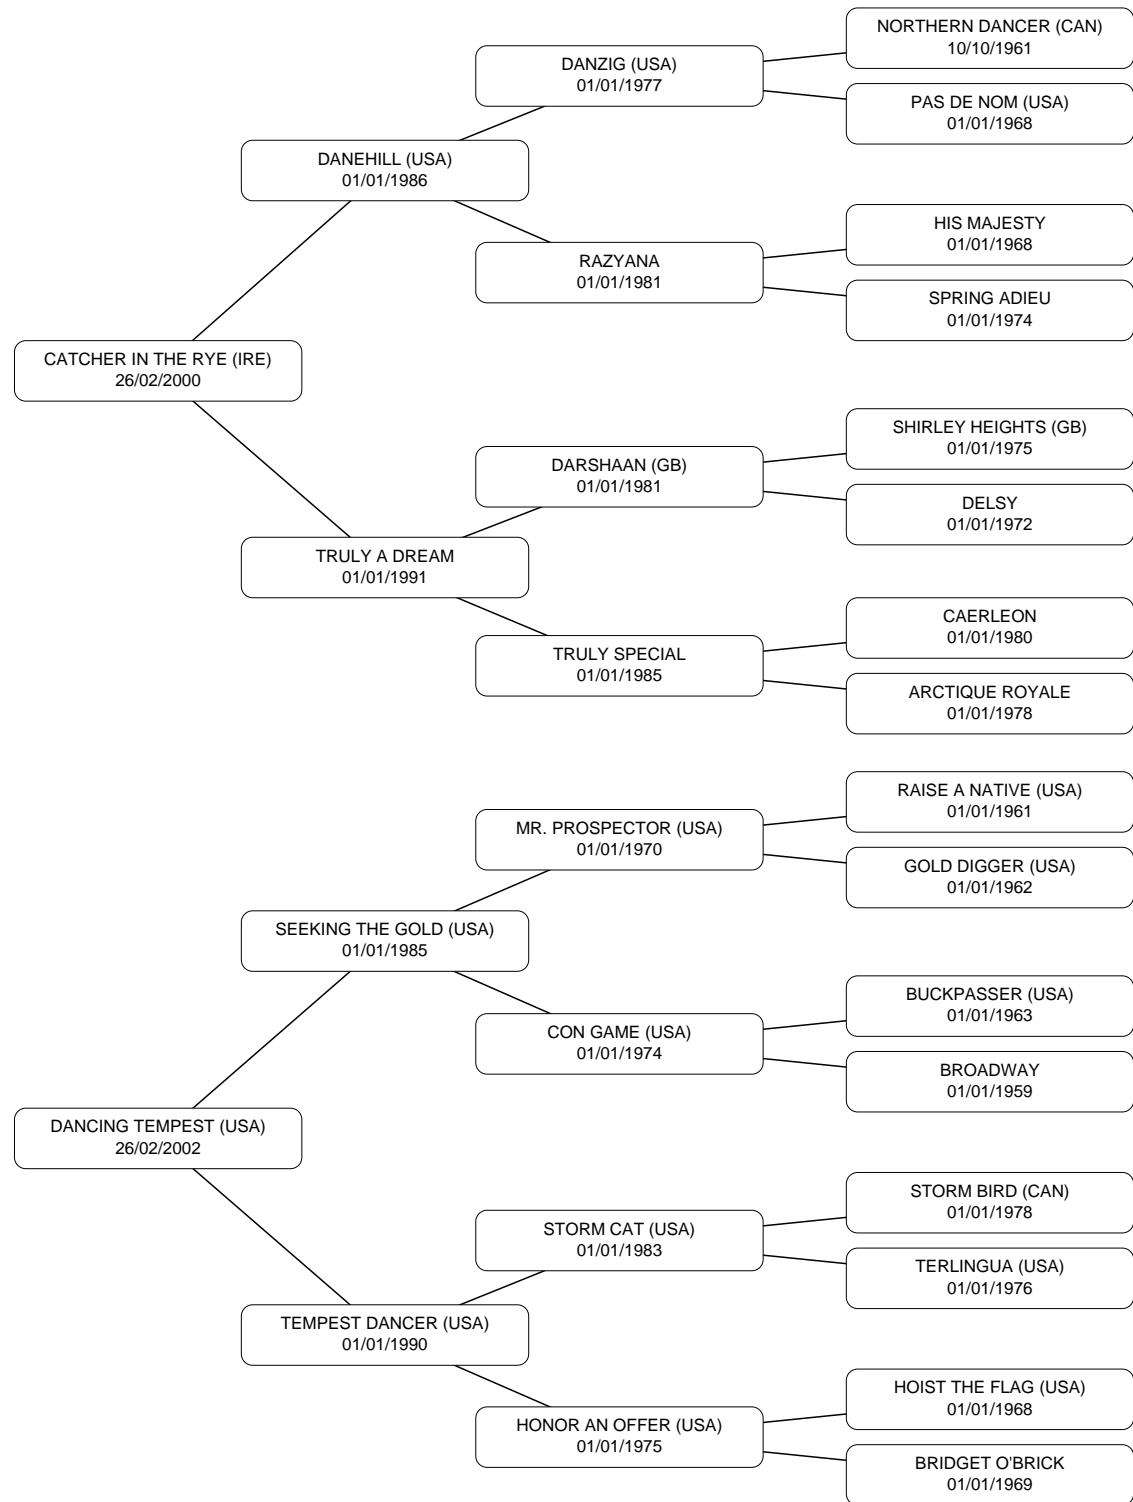 NORTHERN DANCER (CAN)
10/10/1961
DANZIG (USA)
01/01/1977
PAS DE NOM (USA)
01/01/1968
DANEHILL (USA)
01/01/1986
HIS MAJESTY
01/01/1968
RAZYANA
01/01/1981
SPRING ADIEU
01/01/1974
CATCHER IN THE RYE (IRE)
26/02/2000
SHIRLEY HEIGHTS (GB)
01/01/1975
DARSHAAN (GB)
01/01/1981
DELSY
01/01/1972
TRULY A DREAM
01/01/1991
CAERLEON
01/01/1980
TRULY SPECIAL
01/01/1985
ARCTIQUE ROYALE
01/01/1978
RAISE A NATIVE (USA)
01/01/1961
MR. PROSPECTOR (USA)
01/01/1970
GOLD DIGGER (USA)
01/01/1962
SEEKING THE GOLD (USA)
01/01/1985
BUCKPASSER (USA)
01/01/1963
CON GAME (USA)
01/01/1974
BROADWAY
01/01/1959
DANCING TEMPEST (USA)
26/02/2002
STORM BIRD (CAN)
01/01/1978
STORM CAT (USA)
01/01/1983
TERLINGUA (USA)
01/01/1976
TEMPEST DANCER (USA)
01/01/1990
HOIST THE FLAG (USA)
01/01/1968
HONOR AN OFFER (USA)
01/01/1975
BRIDGET O'BRICK
01/01/1969